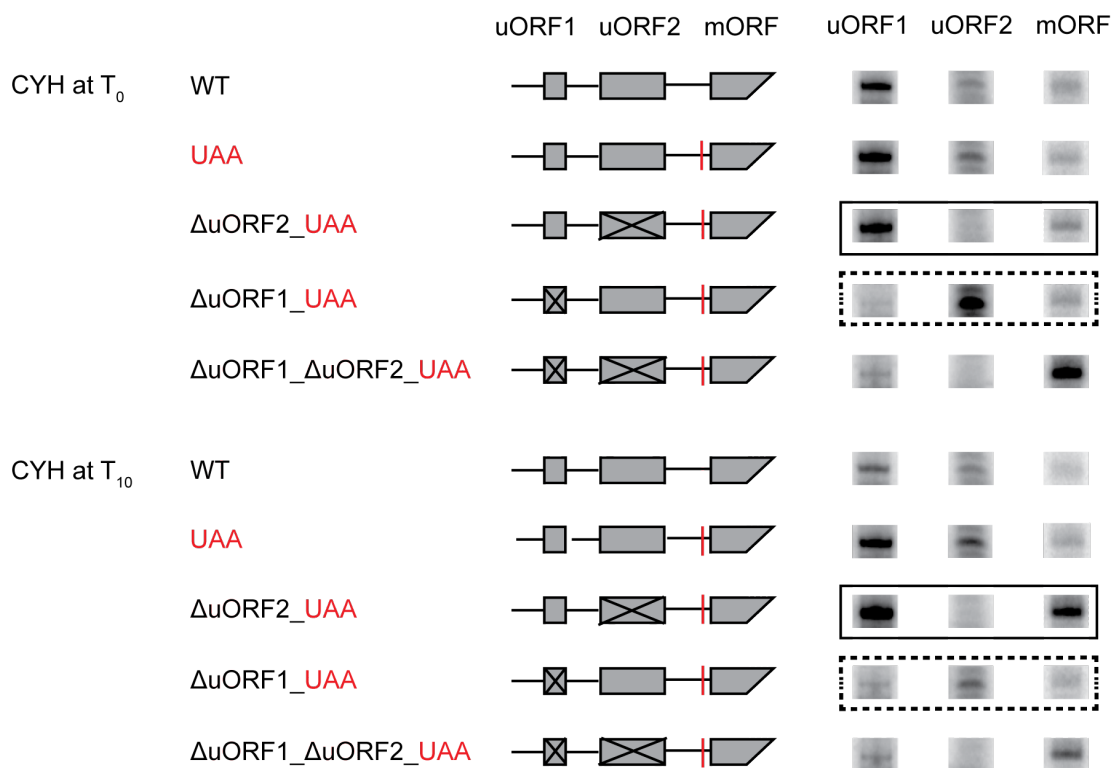 uORF1 uORF2 mORF uORF1 uORF2 mORF
CYH at T₀ WT
UAA
ΔuORF2_UAA
ΔuORF1_UAA
ΔuORF1_ΔuORF2_UAA
CYH at T₁₀ WT
UAA
ΔuORF2_UAA
ΔuORF1_UAA
ΔuORF1_ΔuORF2_UAA